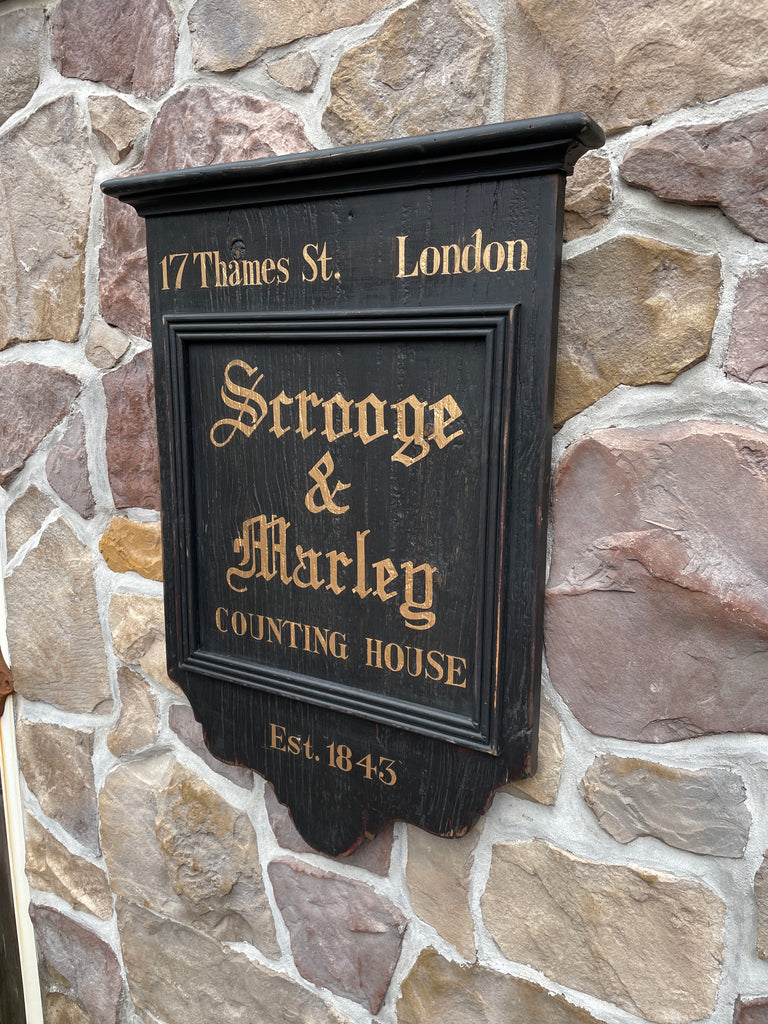 17 Thames St. London
Scrooge
&
Marley
COUNTING HOUSE
Est. 1843